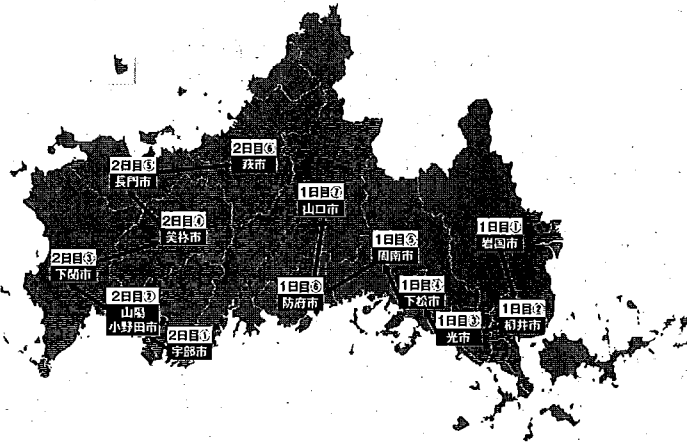 2日目⑥
萩市
2日目⑤
長門市
1日目⑦
山口市
2日目④
美祢市
1日目①
岩国市
1日目⑤
周南市
2日目③
下関市
1日目⑥
防府市
1日目④
下松市
2日目②
山陽
小野田市
1日目②
柳井市
1日目③
光市
2日目①
宇部市